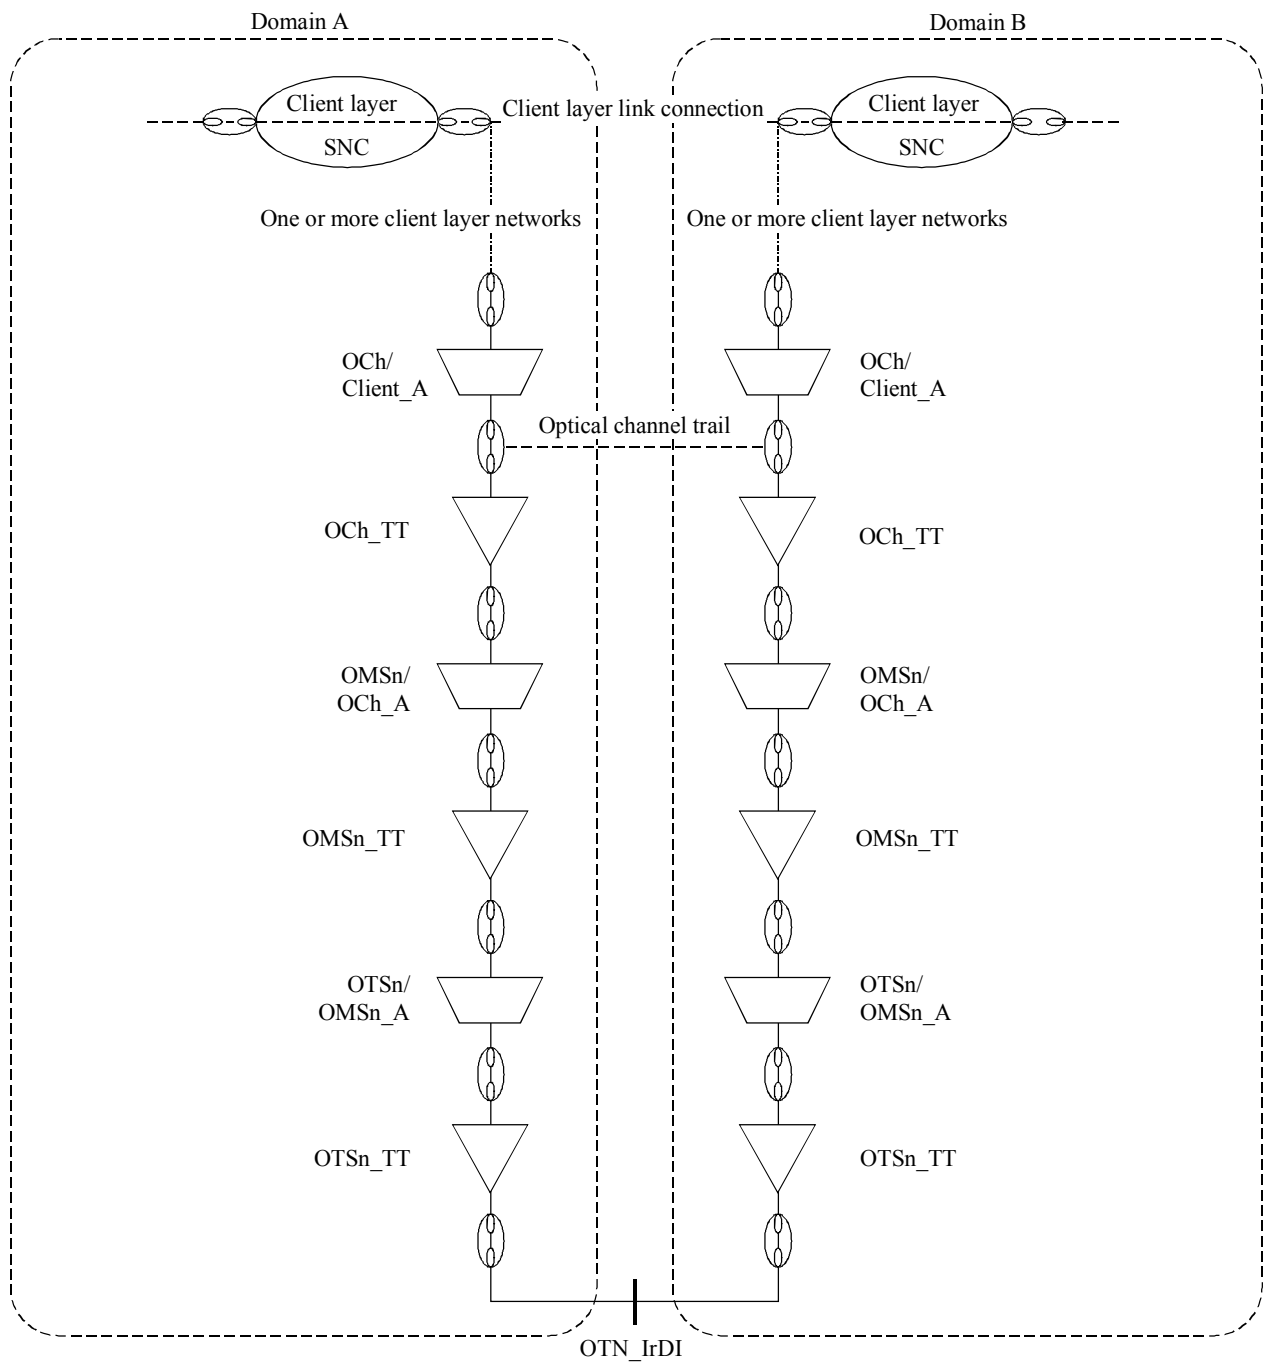 Domain A
Domain B
Client layer
SNC
Client layer link connection
Client layer
SNC
One or more client layer networks
One or more client layer networks
OCh/
Client_A
OCh/
Client_A
Optical channel trail
OCh_TT
OCh_TT
OMSn/
OCh_A
OMSn/
OCh_A
OMSn_TT
OMSn_TT
OTSn/
OMSn_A
OTSn/
OMSn_A
OTSn_TT
OTSn_TT
OTN_IrDI